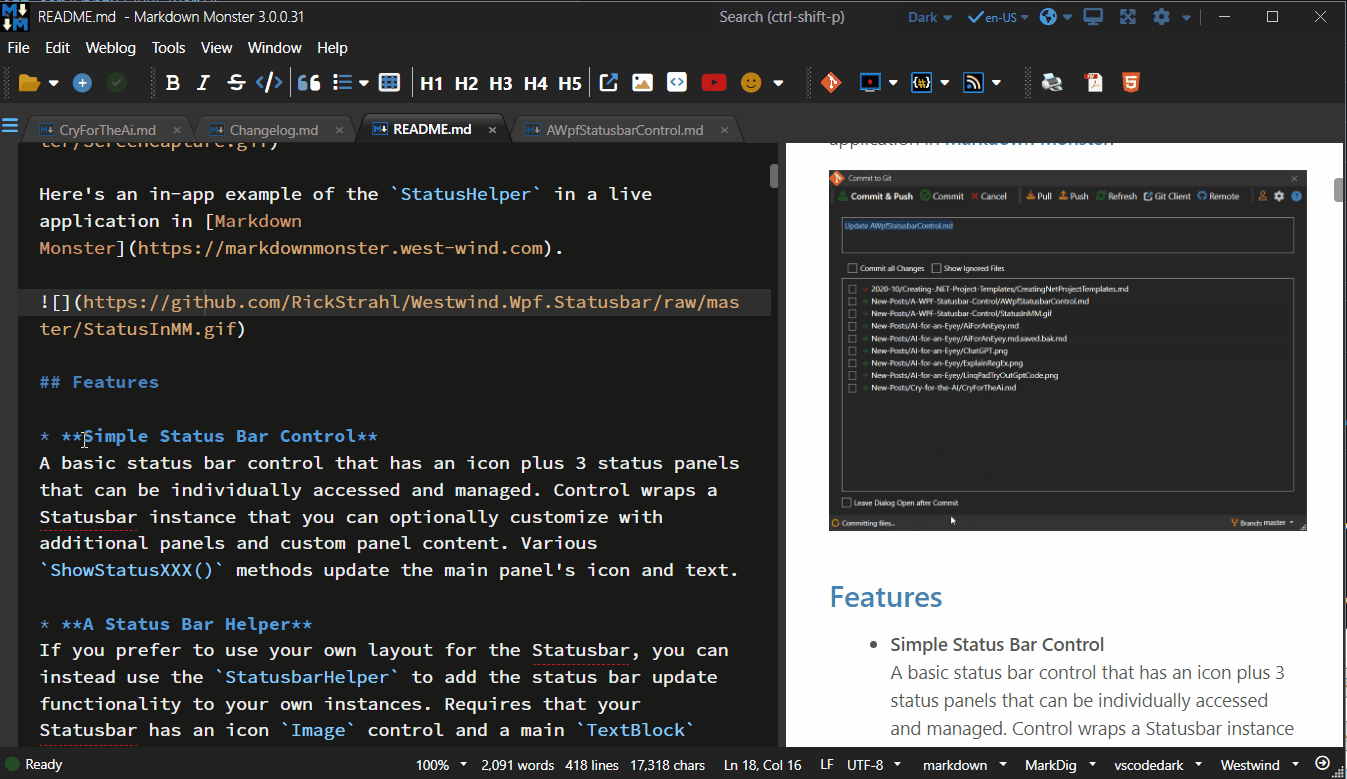 README.md - Markdown Monster 3.0.0.31
Search (ctrl-shift-p)
Dark
en-US
File Edit Weblog Tools View Window Help
B I S </> H1 H2 H3 H4 H5
CryForTheAi.md
Changelog.md
README.md
AWpfStatusbarControl.md
ter/ScreenCapture.gif)
Here's an in-app example of the `StatusHelper` in a live
application in [Markdown
Monster](https://markdownmonster.west-wind.com).
![](https://github.com/RickStrahl/Westwind.Wpf.Statusbar/raw/mas
ter/StatusInMM.gif)
## Features
* **Simple Status Bar Control**
A basic status bar control that has an icon plus 3 status panels
that can be individually accessed and managed. Control wraps a
Statusbar instance that you can optionally customize with
additional panels and custom panel content. Various
`ShowStatusXXX()` methods update the main panel's icon and text.
* **A Status Bar Helper**
If you prefer to use your own layout for the Statusbar, you can
instead use the `StatusbarHelper` to add the status bar update
functionality to your own instances. Requires that your
Statusbar has an icon `Image` control and a main `TextBlock`
application in Markdown Monster.
Commit to Git
Commit & Push Commit Cancel Pull Push Refresh Git Client Remote
Update AWpfStatusbarControl.md
Commit all Changes Show Ignored Files
2020-10/Creating-.NET-Project-Templates/CreatingNetProjectTemplates.md
New-Posts/A-WPF-Statusbar-Control/AWpfStatusbarControl.md
New-Posts/A-WPF-Statusbar-Control/StatusInMM.gif
New-Posts/AI-for-an-Eyey/AiForAnEyey.md
New-Posts/AI-for-an-Eyey/AiForAnEyey.md.saved.bak.md
New-Posts/AI-for-an-Eyey/ChatGPT.png
New-Posts/AI-for-an-Eyey/ExplainRegEx.png
New-Posts/AI-for-an-Eyey/LinqPadTryOutGptCode.png
New-Posts/Cry-for-the-AI/CryForTheAi.md
Leave Dialog Open after Commit
Committing files...
Branch: master
Features
• Simple Status Bar Control
A basic status bar control that has an icon plus 3
status panels that can be individually accessed
and managed. Control wraps a Statusbar instance
Ready
100% 2,091 words 418 lines 17,318 chars Ln 18, Col 16 LF UTF-8 markdown MarkDig vscodedark Westwind